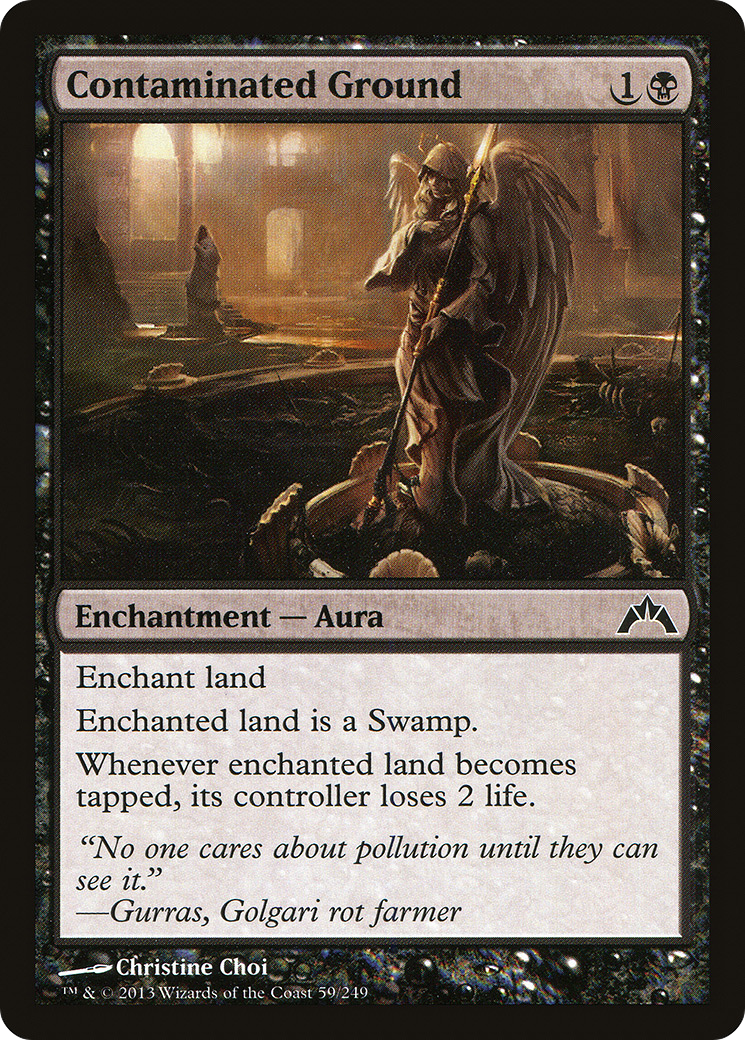 Contaminated Ground 1
Enchantment — Aura
Enchant land
Enchanted land is a Swamp.
Whenever enchanted land becomes
tapped, its controller loses 2 life.
“No one cares about pollution until they can
see it.”
—Gurras, Golgari rot farmer
Christine Choi
™ & © 2013 Wizards of the Coast 59/249